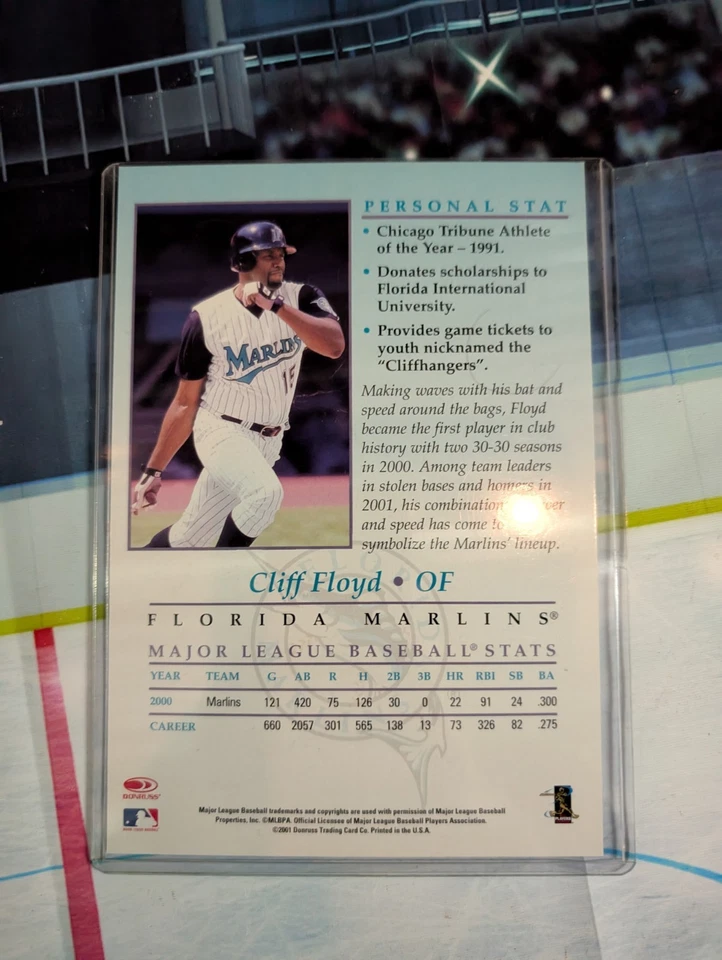 PERSONAL STAT
• Chicago Tribune Athlete
of the Year – 1991.
• Donates scholarships to
Florida International
University.
• Provides game tickets to
youth nicknamed the
"Cliffhangers".
Making waves with his bat and
speed around the bags, Floyd
became the first player in club
history with two 30-30 seasons
in 2000. Among team leaders
in stolen bases and homers in
2001, his combination
and speed has come to
symbolize the Marlins' lineup.
MARLINS
15
Cliff Floyd • OF
FLORIDA MARLINS®
MAJOR LEAGUE BASEBALL® STATS
YEAR TEAM G AB R H 2B 3B HR RBI SB BA
2000 Marlins 121 420 75 126 30 0 22 91 24 .300
CAREER 660 2057 301 565 138 13 73 326 82 .275
DONRUSS
Major League Baseball trademarks and copyrights are used with permission of Major League Baseball
Properties, Inc. ©MLBPA. Official Licensee of Major League Baseball Players Association.
©2001 Donruss Trading Card Co. Printed in the U.S.A.